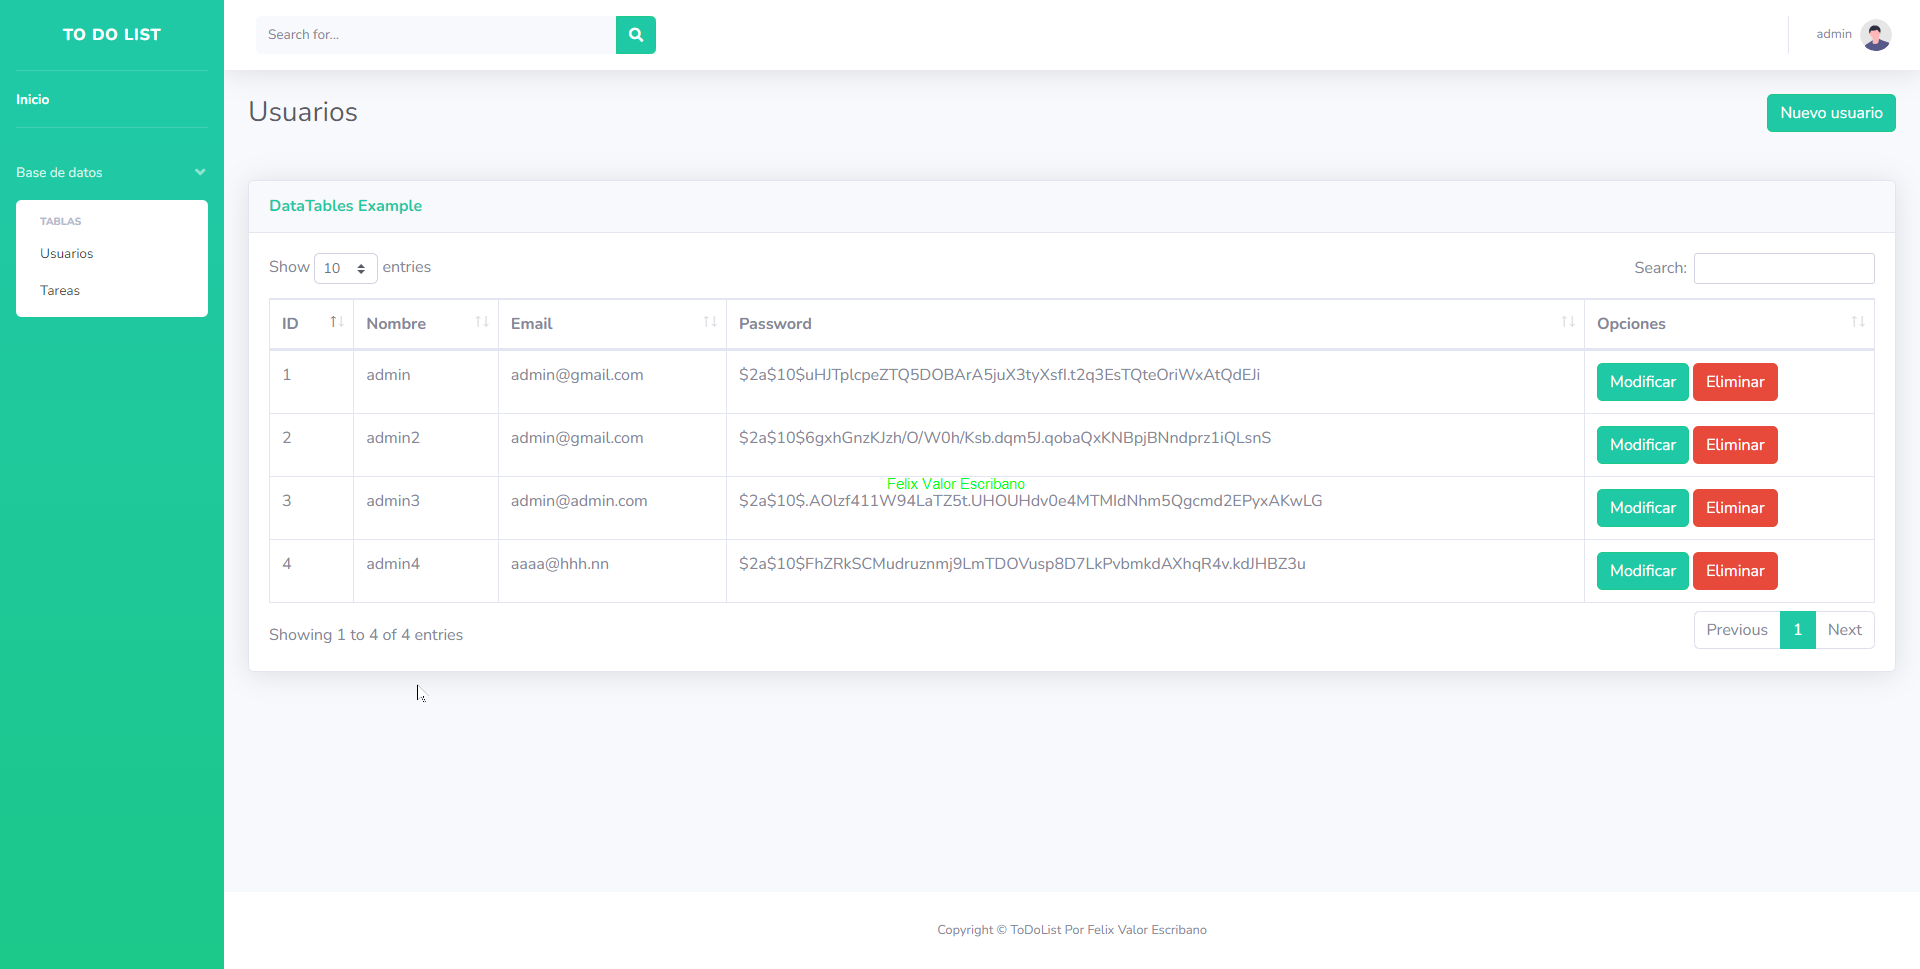 TO DO LIST
Search for...
admin
Inicio
Usuarios
Nuevo usuario
Base de datos
TABLAS
Usuarios
Tareas
DataTables Example
Show 10 entries
Search:
ID Nombre Email Password Opciones
1 admin admin@gmail.com $2a$10$uHJTplcpeZTQ5DOBArA5juX3tyXsfI.t2q3EsTQteOriWxAtQdEJi Modificar Eliminar
2 admin2 admin@gmail.com $2a$10$6gxhGnzKJzh/O/W0h/Ksb.dqm5J.qobaQxKNBpjBNndprz1iQLsnS Modificar Eliminar
Felix Valor Escribano
3 admin3 admin@admin.com $2a$10$.AOlzf411W94LaTZ5t.UHOUHdv0e4MTMIdNhm5Qgcmd2EPyxAKwLG Modificar Eliminar
4 admin4 aaaa@hhh.nn $2a$10$FhZRkSCMudruznmj9LmTDOVusp8D7LkPvbmkdAXhqR4v.kdJHBZ3u Modificar Eliminar
Showing 1 to 4 of 4 entries
Previous 1 Next
Copyright © ToDoList Por Felix Valor Escribano